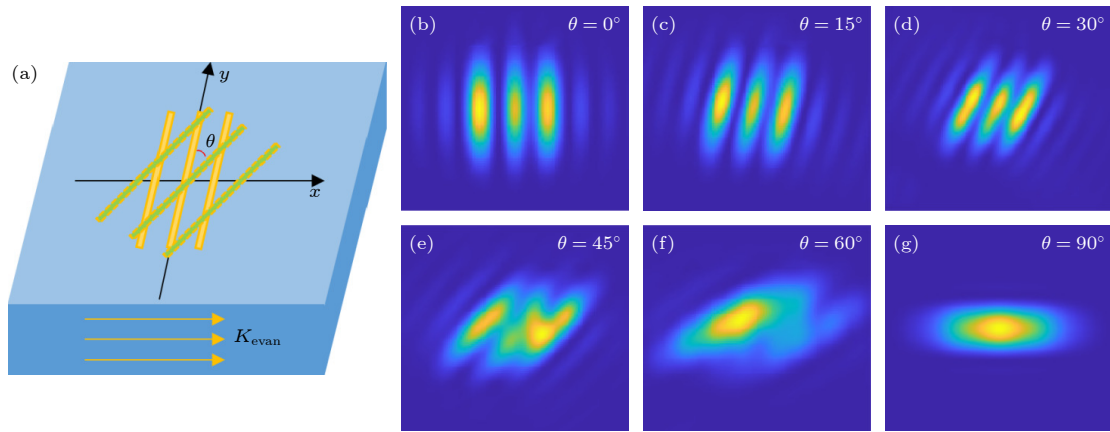 (a)
y
θ
x
K_evan
(b) θ = 0°
(c) θ = 15°
(d) θ = 30°
(e) θ = 45°
(f) θ = 60°
(g) θ = 90°